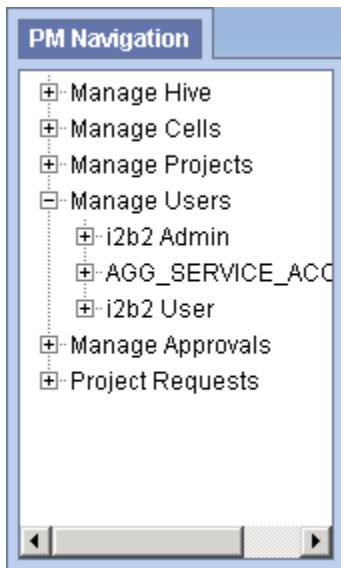 PM Navigation
Manage Hive
Manage Cells
Manage Projects
Manage Users
i2b2 Admin
AGG_SERVICE_ACC
i2b2 User
Manage Approvals
Project Requests